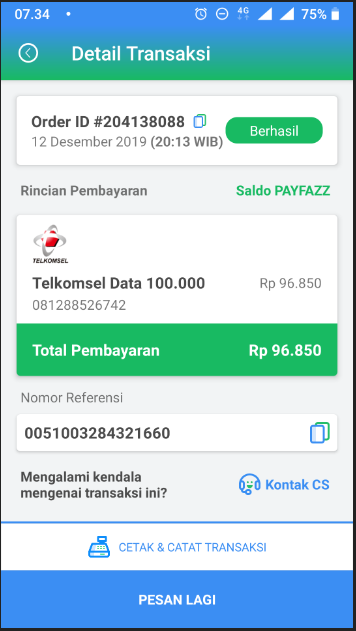 07.34
4G
75%
Detail Transaksi
Order ID #204138088
12 Desember 2019 (20:13 WIB)
Berhasil
Rincian Pembayaran
Saldo PAYFAZZ
TELKOMSEL
Telkomsel Data 100.000
Rp 96.850
081288526742
Total Pembayaran
Rp 96.850
Nomor Referensi
0051003284321660
Mengalami kendala
mengenai transaksi ini?
Kontak CS
CETAK & CATAT TRANSAKSI
PESAN LAGI